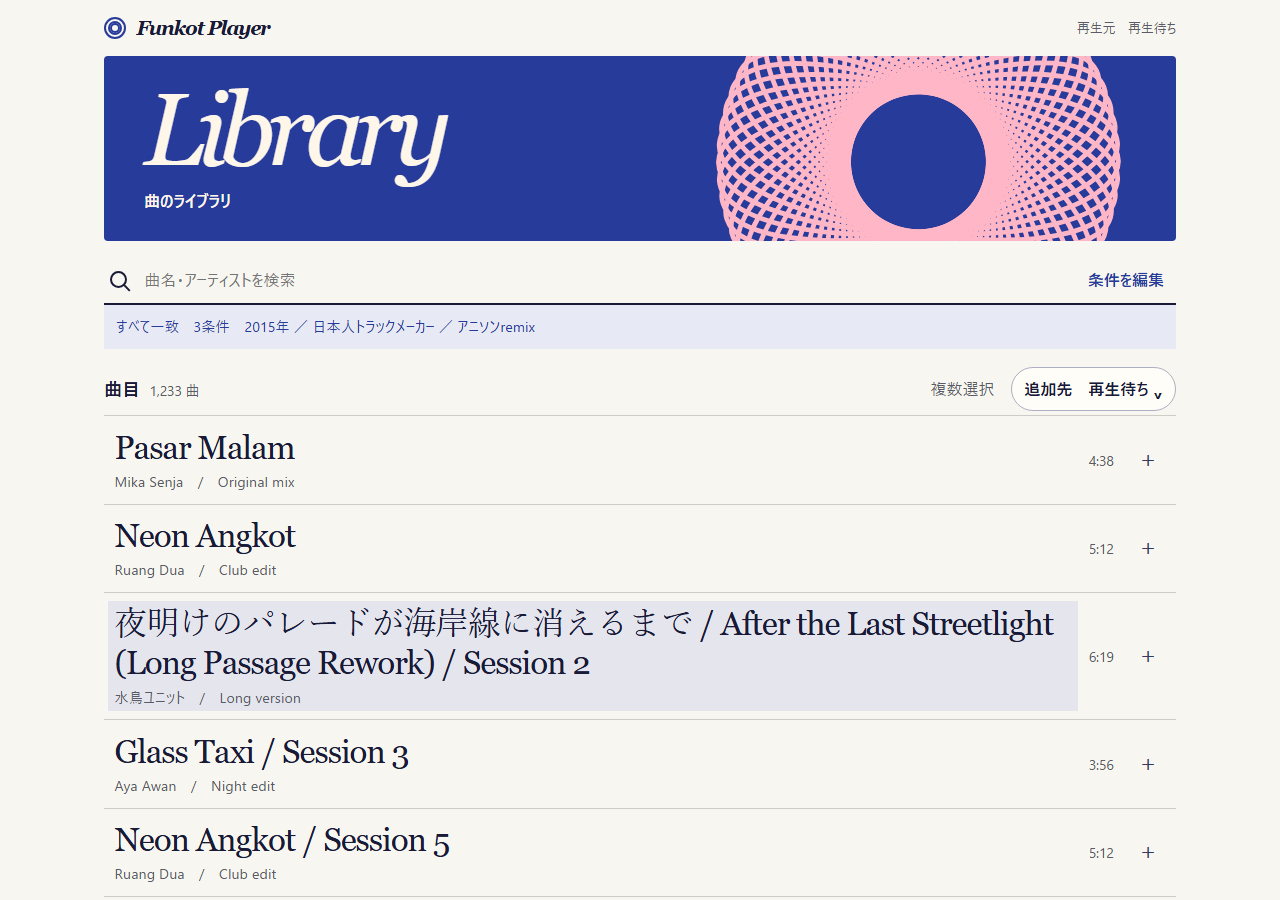 Funkot Player
再生元 再生待ち
Library
曲のライブラリ
曲名・アーティストを検索
条件を編集
すべて一致 3条件 2015年 ／ 日本人トラックメーカー ／ アニソンremix
曲目 1,233 曲
複数選択
追加先 再生待ち v
Pasar Malam
Mika Senja / Original mix
4:38 +
Neon Angkot
Ruang Dua / Club edit
5:12 +
夜明けのパレードが海岸線に消えるまで / After the Last Streetlight
(Long Passage Rework) / Session 2
水鳥ユニット / Long version
6:19 +
Glass Taxi / Session 3
Aya Awan / Night edit
3:56 +
Neon Angkot / Session 5
Ruang Dua / Club edit
5:12 +